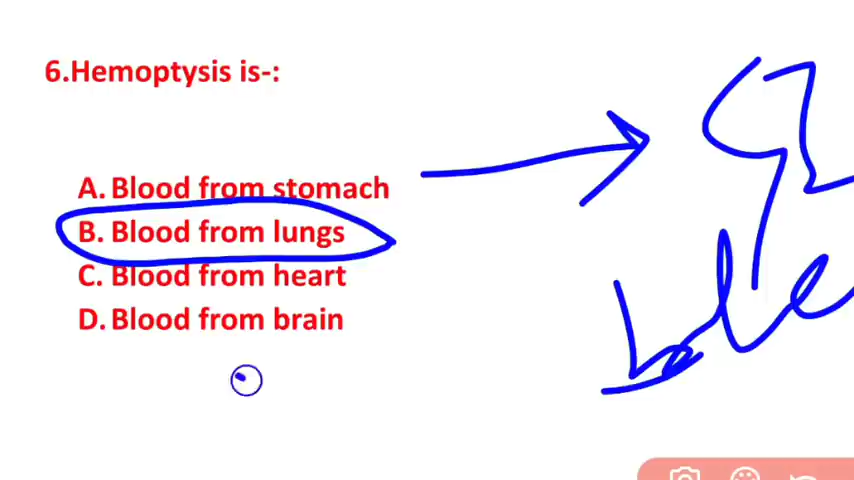 6.Hemoptysis is-:
A. Blood from stomach
B. Blood from lungs
C. Blood from heart
D. Blood from brain